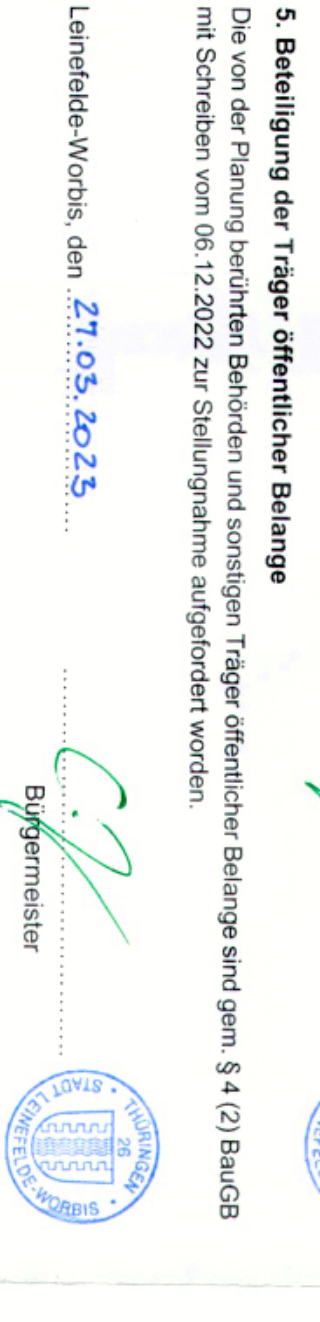 5. Beteiligung der Träger öffentlicher Belange
Die von der Planung berührten Behörden und sonstigen Träger öffentlicher Belange sind gem. § 4 (2) BauGB
mit Schreiben vom 06.12.2022 zur Stellungnahme aufgefordert worden.
Leinefelde-Worbis, den 27.03.2023
Bürgermeister
THÜRINGEN
26
STADT LEINEFELDE-WORBIS